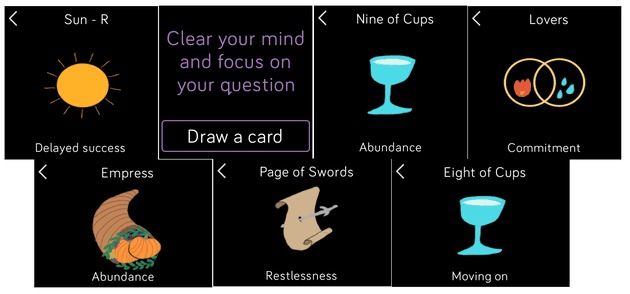 Sun - R
Delayed success
Clear your mind
and focus on
your question
Draw a card
Nine of Cups
Abundance
Lovers
Commitment
Empress
Abundance
Page of Swords
Restlessness
Eight of Cups
Moving on